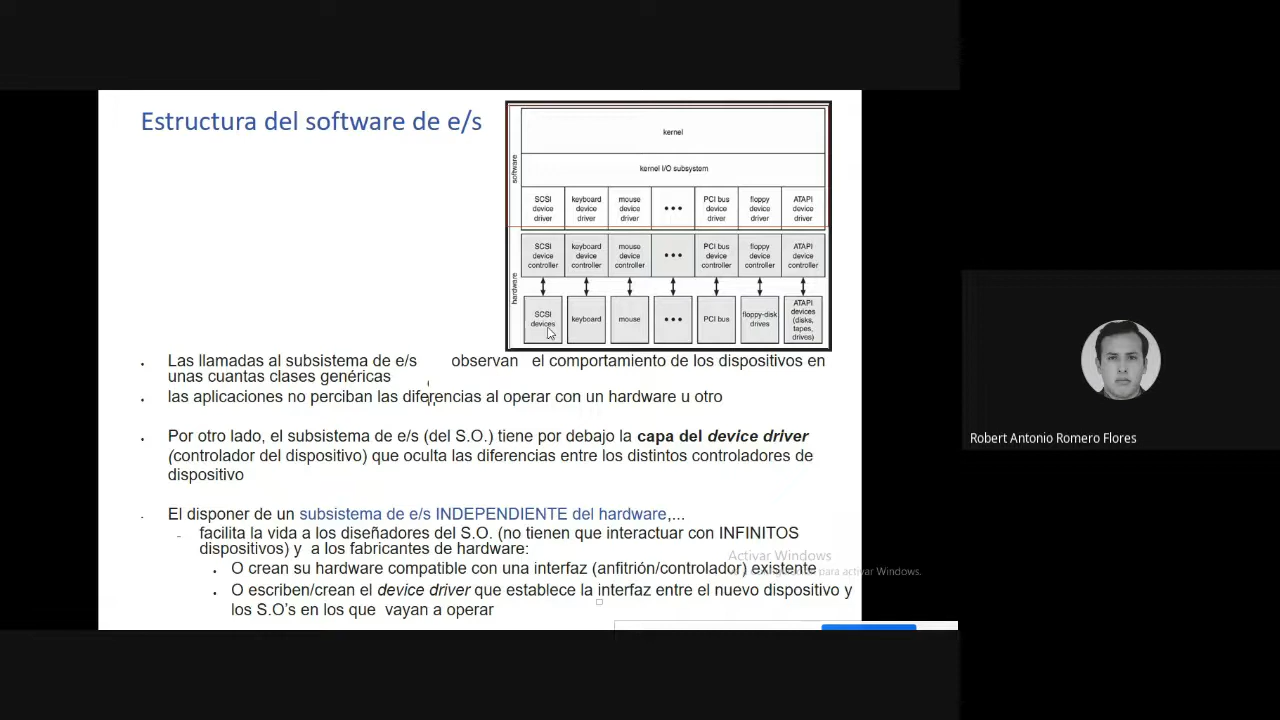 Estructura del software de e/s
software
kernel
kernel I/O subsystem
SCSI device driver
keyboard device driver
mouse device driver
•••
PCI bus device driver
floppy device driver
ATAPI device driver
hardware
SCSI device controller
keyboard device controller
mouse device controller
•••
PCI bus device controller
floppy device controller
ATAPI device controller
SCSI devices
keyboard
mouse
•••
PCI bus
floppy-disk drives
ATAPI devices (disks, tapes, drives)
Las llamadas al subsistema de e/s observan el comportamiento de los dispositivos en
unas cuantas clases genéricas
las aplicaciones no perciban las diferencias al operar con un hardware u otro
Por otro lado, el subsistema de e/s (del S.O.) tiene por debajo la capa del device driver
(controlador del dispositivo) que oculta las diferencias entre los distintos controladores de
dispositivo
El disponer de un subsistema de e/s INDEPENDIENTE del hardware,...
facilita la vida a los diseñadores del S.O. (no tienen que interactuar con INFINITOS
dispositivos) y a los fabricantes de hardware:
O crean su hardware compatible con una interfaz (anfitrión/controlador) existente
O escriben/crean el device driver que establece la interfaz entre el nuevo dispositivo y
los S.O's en los que vayan a operar
Activar Windows
para activar Windows.
Robert Antonio Romero Flores